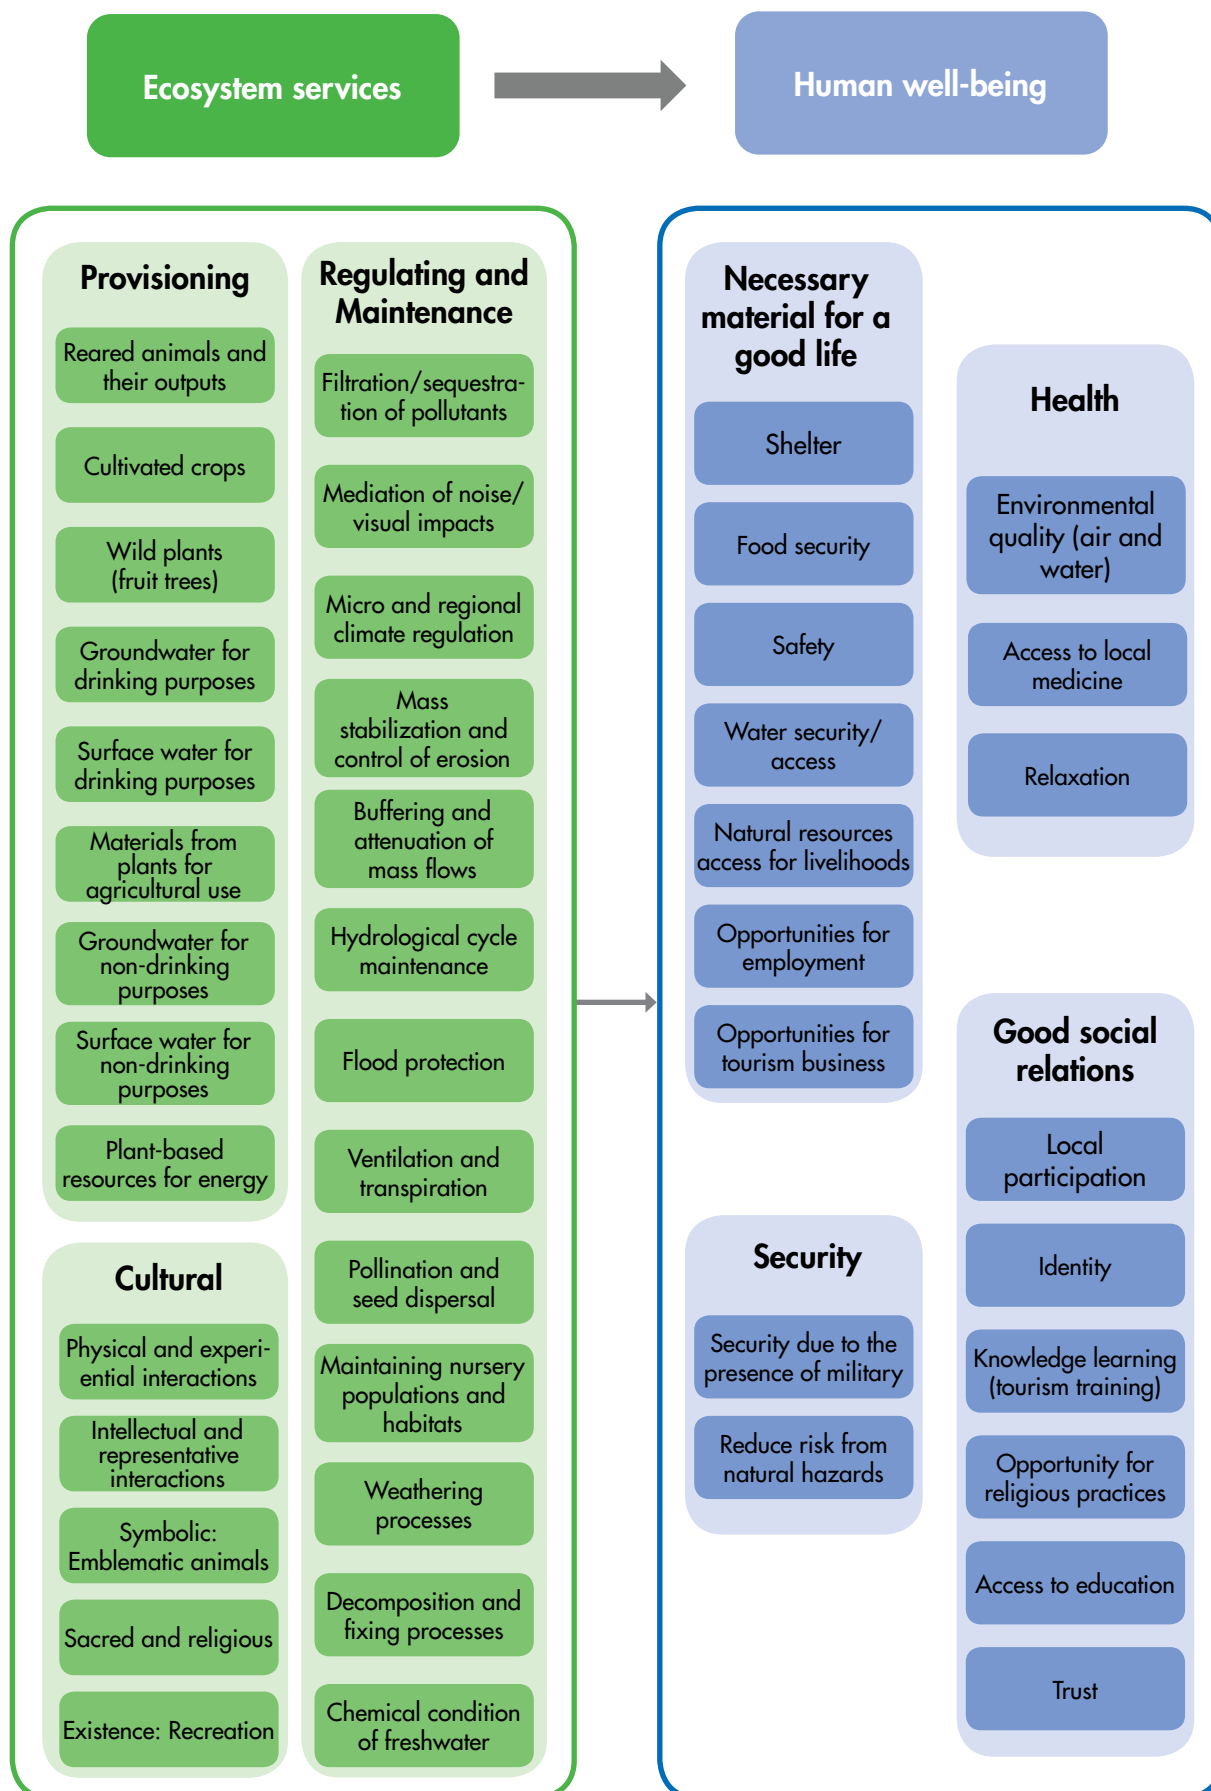 Ecosystem services
Human well-being
Provisioning
Reared animals and
their outputs
Cultivated crops
Wild plants
(fruit trees)
Groundwater for
drinking purposes
Surface water for
drinking purposes
Materials from
plants for
agricultural use
Groundwater for
non-drinking
purposes
Surface water for
non-drinking
purposes
Plant-based
resources for energy
Cultural
Physical and experi-
ential interactions
Intellectual and
representative
interactions
Symbolic:
Emblematic animals
Sacred and religious
Existence: Recreation
Regulating and
Maintenance
Filtration/sequestra-
tion of pollutants
Mediation of noise/
visual impacts
Micro and regional
climate regulation
Mass
stabilization and
control of erosion
Buffering and
attenuation of
mass flows
Hydrological cycle
maintenance
Flood protection
Ventilation and
transpiration
Pollination and
seed dispersal
Maintaining nursery
populations and
habitats
Weathering
processes
Decomposition and
fixing processes
Chemical condition
of freshwater
Necessary
material for a
good life
Shelter
Food security
Safety
Water security/
access
Natural resources
access for livelihoods
Opportunities for
employment
Opportunities for
tourism business
Security
Security due to the
presence of military
Reduce risk from
natural hazards
Health
Environmental
quality (air and
water)
Access to local
medicine
Relaxation
Good social
relations
Local
participation
Identity
Knowledge learning
(tourism training)
Opportunity for
religious practices
Access to education
Trust